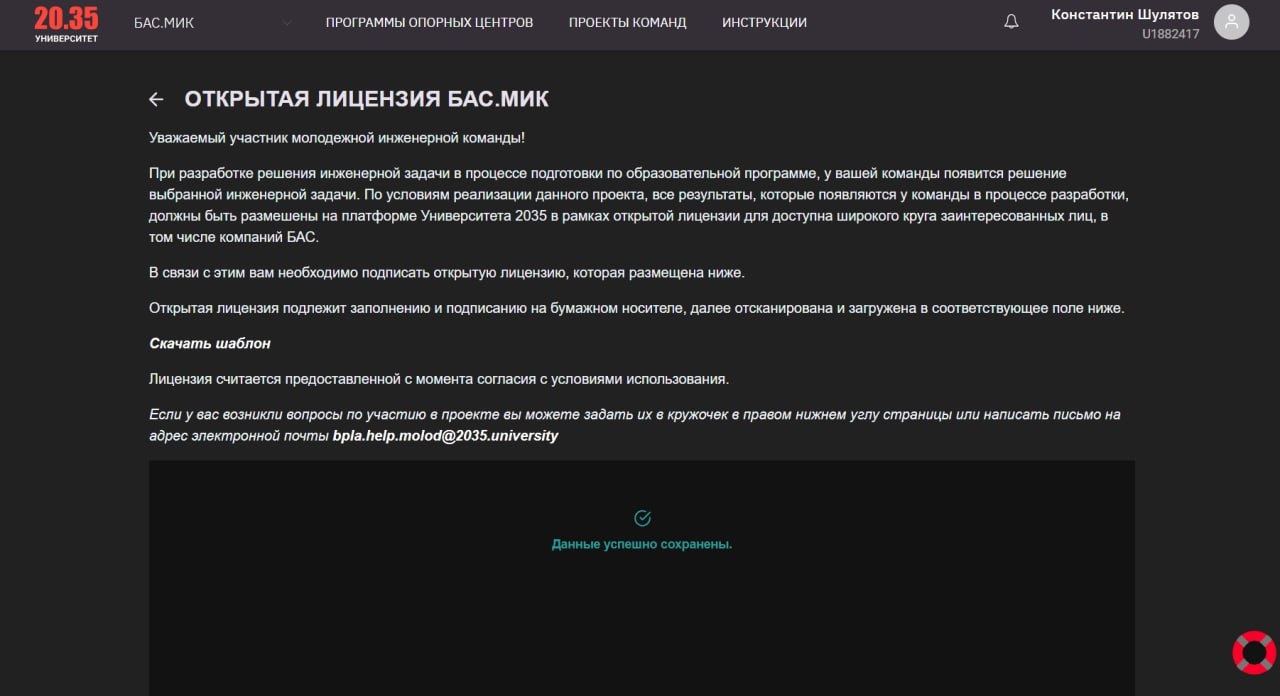 20.35
УНИВЕРСИТЕТ
БАС.МИК
ПРОГРАММЫ ОПОРНЫХ ЦЕНТРОВ
ПРОЕКТЫ КОМАНД
ИНСТРУКЦИИ
Константин Шулятов
U1882417
ОТКРЫТАЯ ЛИЦЕНЗИЯ БАС.МИК
Уважаемый участник молодежной инженерной команды!
При разработке решения инженерной задачи в процессе подготовки по образовательной программе, у вашей команды появится решение
выбранной инженерной задачи. По условиям реализации данного проекта, все результаты, которые появляются у команды в процессе разработки,
должны быть размешены на платформе Университета 2035 в рамках открытой лицензии для доступна широкого круга заинтересованных лиц, в
том числе компаний БАС.
В связи с этим вам необходимо подписать открытую лицензию, которая размещена ниже.
Открытая лицензия подлежит заполнению и подписанию на бумажном носителе, далее отсканирована и загружена в соответствующее поле ниже.
Скачать шаблон
Лицензия считается предоставленной с момента согласия с условиями использования.
Если у вас возникли вопросы по участию в проекте вы можете задать их в кружочек в правом нижнем углу страницы или написать письмо на
адрес электронной почты bpla.help.molod@2035.university
Данные успешно сохранены.